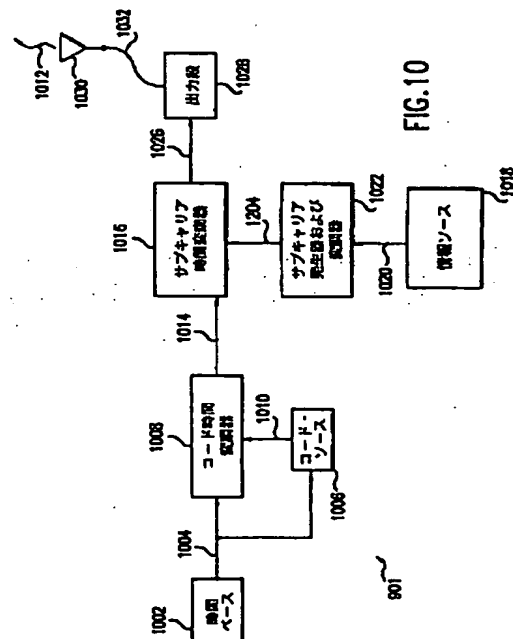 1012
1030
1032
出力段
1028
1026
FIG.10
1016
サブキャリア
時間変調器
1204
サブキャリア
発生器および
変調器
1022
1020
情報ソース
1018
1014
1008
コード時間
変調器
1010
コード・
ソース
1006
1004
1002
時間
ベース
901